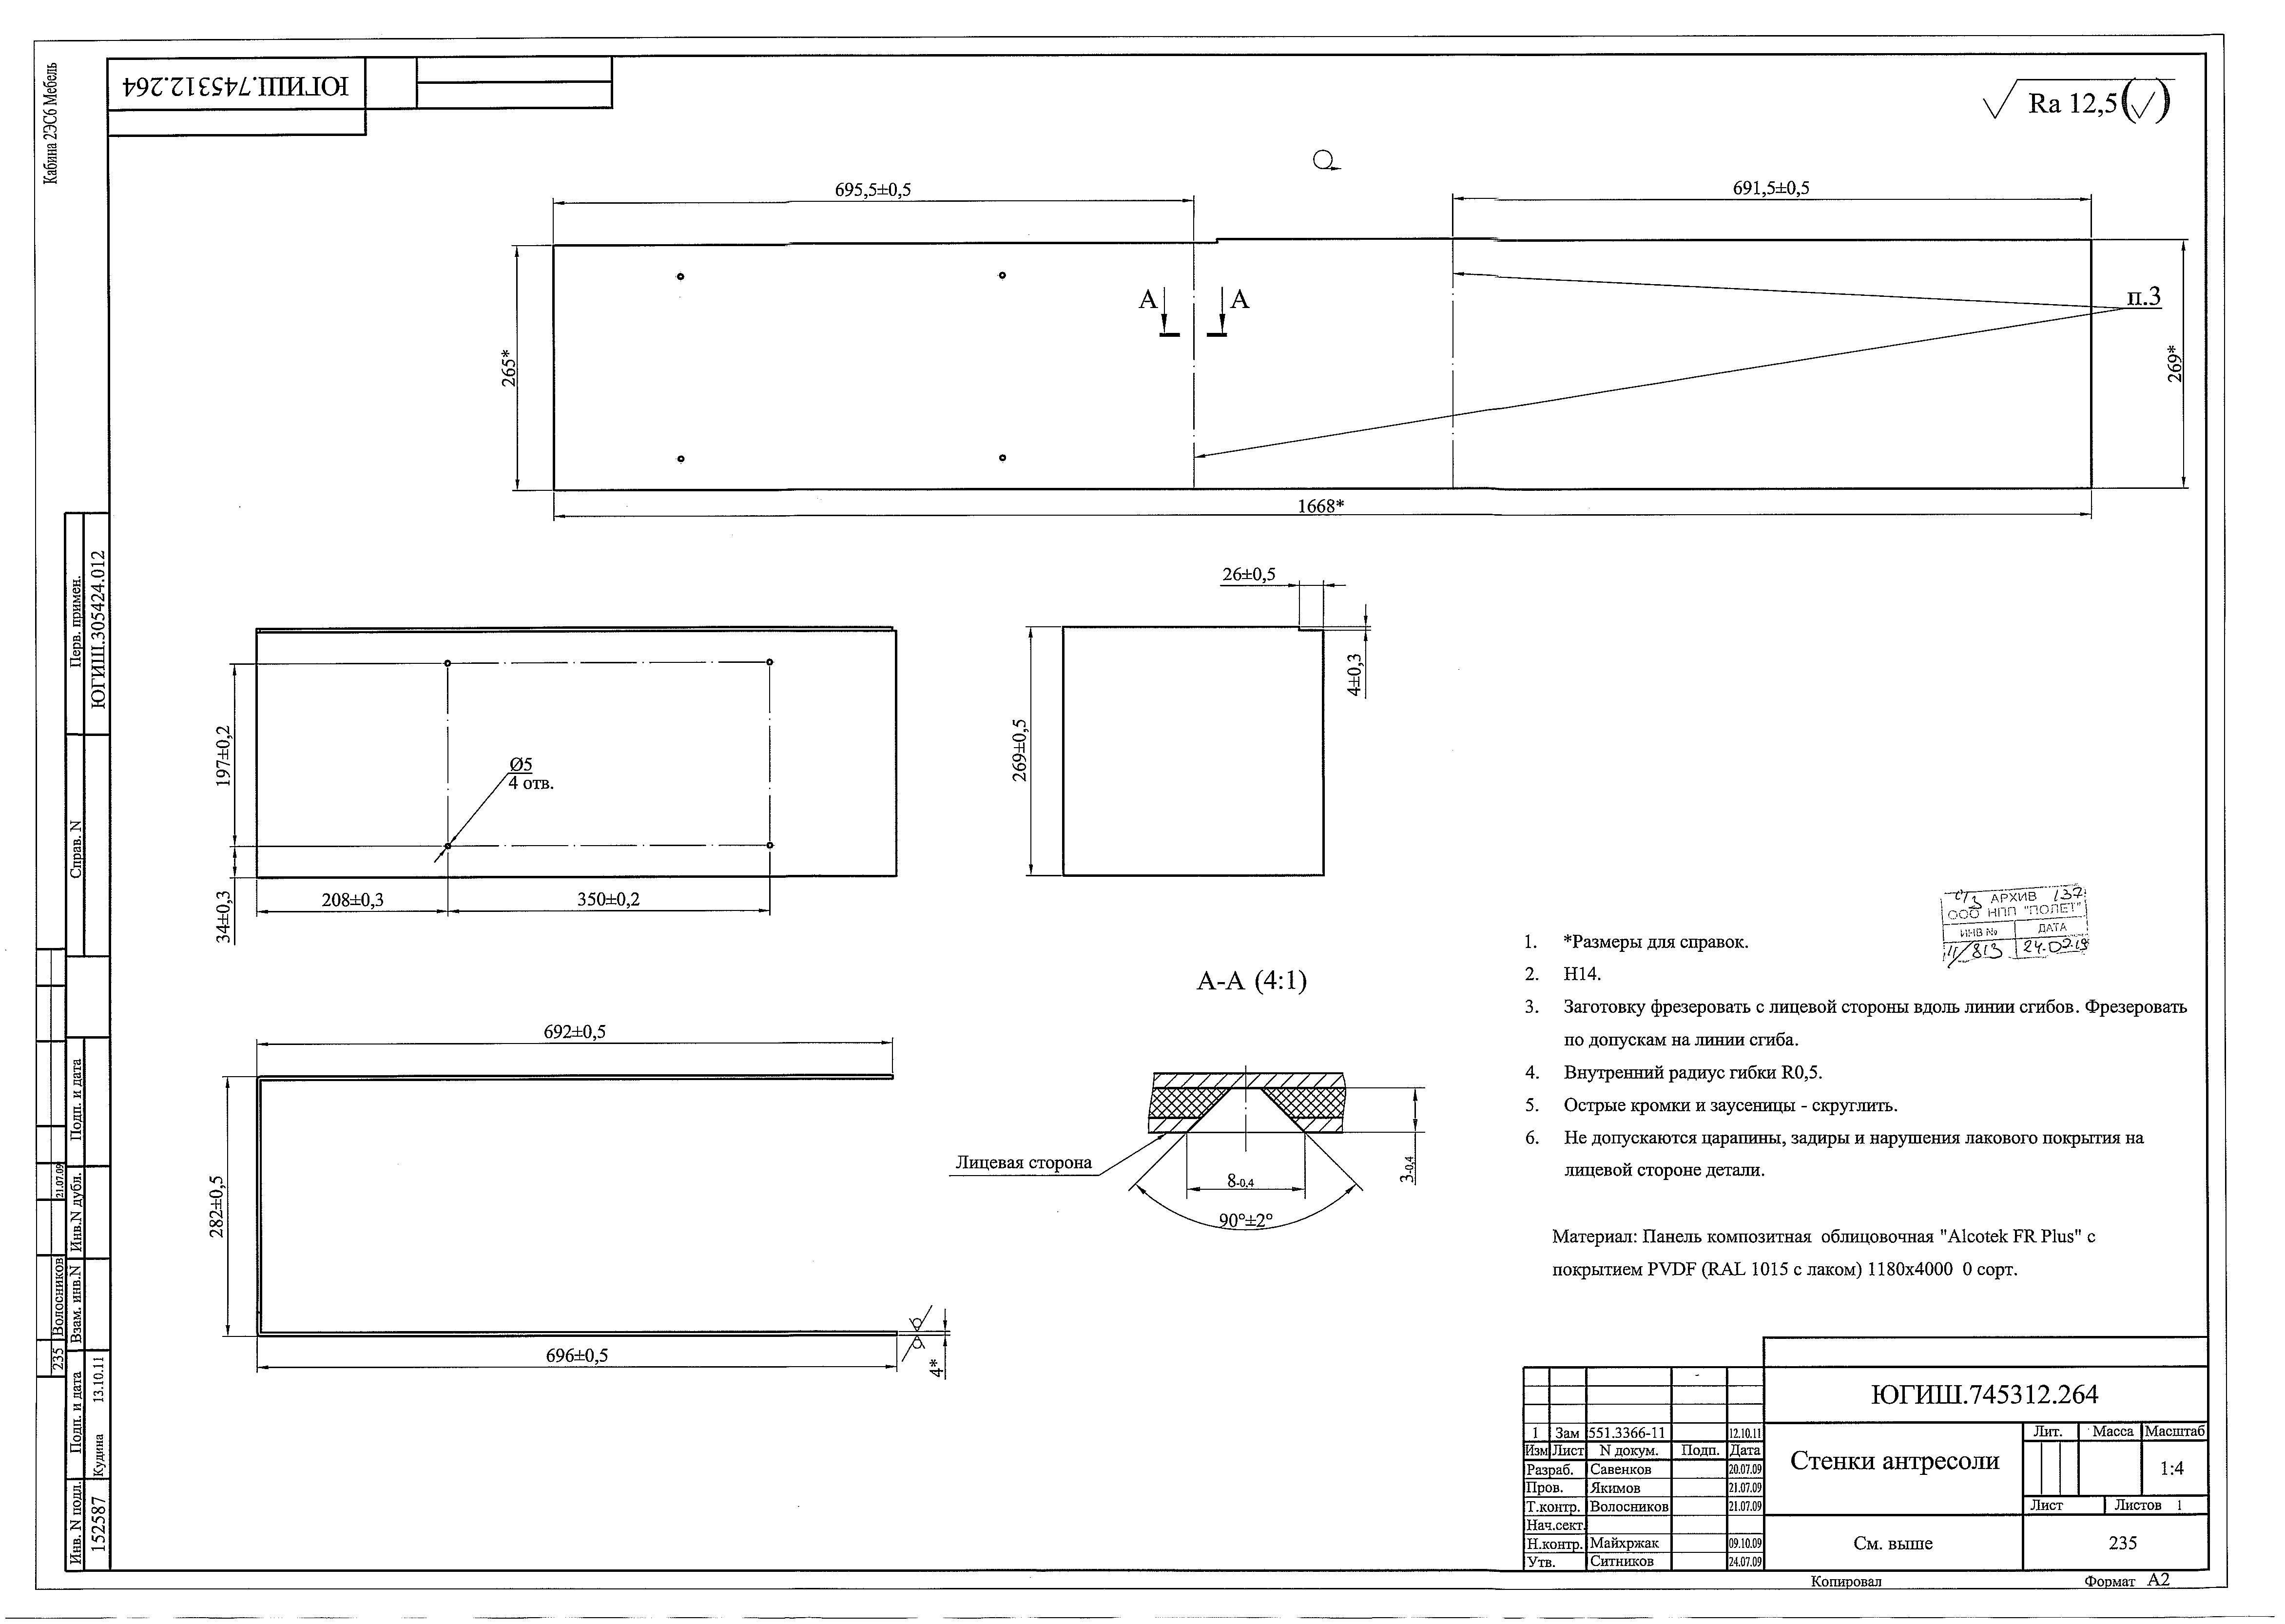 Кабина 2ЭС6 Мебель
ЮГИШ.745312.264
Ra 12,5
695,5±0,5
691,5±0,5
265*
А
А
п.3
269*
1668*
Перв. примен.
ЮГИШ.305424.012
Справ. N
197±0,2
34±0,3
Ø5
4 отв.
208±0,3
350±0,2
26±0,5
4±0,3
269±0,5
692±0,5
282±0,5
696±0,5
4*
А-А (4:1)
Лицевая сторона
8-0,4
90°±2°
3-0,4
АРХИВ 137
ООО НПП "ПОЛЕТ"
ИНВ № ДАТА
11/813 24.02.19
1. *Размеры для справок.
2. Н14.
3. Заготовку фрезеровать с лицевой стороны вдоль линии сгибов. Фрезеровать
по допускам на линии сгиба.
4. Внутренний радиус гибки R0,5.
5. Острые кромки и заусеницы - скруглить.
6. Не допускаются царапины, задиры и нарушения лакового покрытия на
лицевой стороне детали.
Материал: Панель композитная облицовочная "Alcotek FR Plus" с
покрытием PVDF (RAL 1015 с лаком) 1180x4000 0 сорт.
Подп. и дата
Инв.N дубл.
Взам. инв.N
Подп. и дата
Инв. N подл.
21.07.09
Волосников
235
Кудина 13.10.11
152587
1 Зам 551.3366-11 12.10.11
Изм Лист N докум. Подп. Дата
Разраб. Савенков 20.07.09
Пров. Якимов 21.07.09
Т.контр. Волосников 21.07.09
Нач.сект.
Н.контр. Майхржак 09.10.09
Утв. Ситников 24.07.09
ЮГИШ.745312.264
Стенки антресоли
Лит. Масса Масштаб
1:4
Лист Листов 1
См. выше
235
Копировал Формат А2